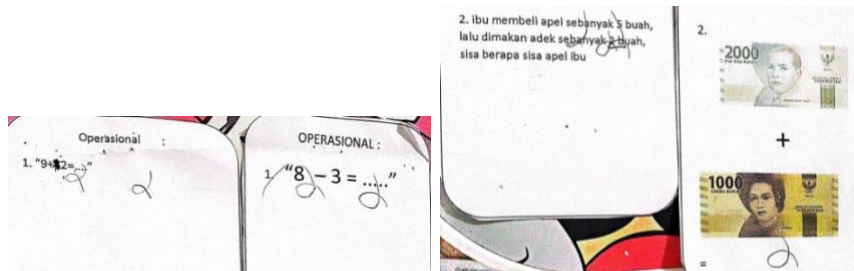 Operasional :
1. "9+2=...."
OPERASIONAL :
1. "8 – 3 = ....."
2. ibu membeli apel sebanyak 5 buah,
lalu dimakan adek sebanyak 2 buah,
sisa berapa sisa apel ibu
2.
2000
+
1000
=